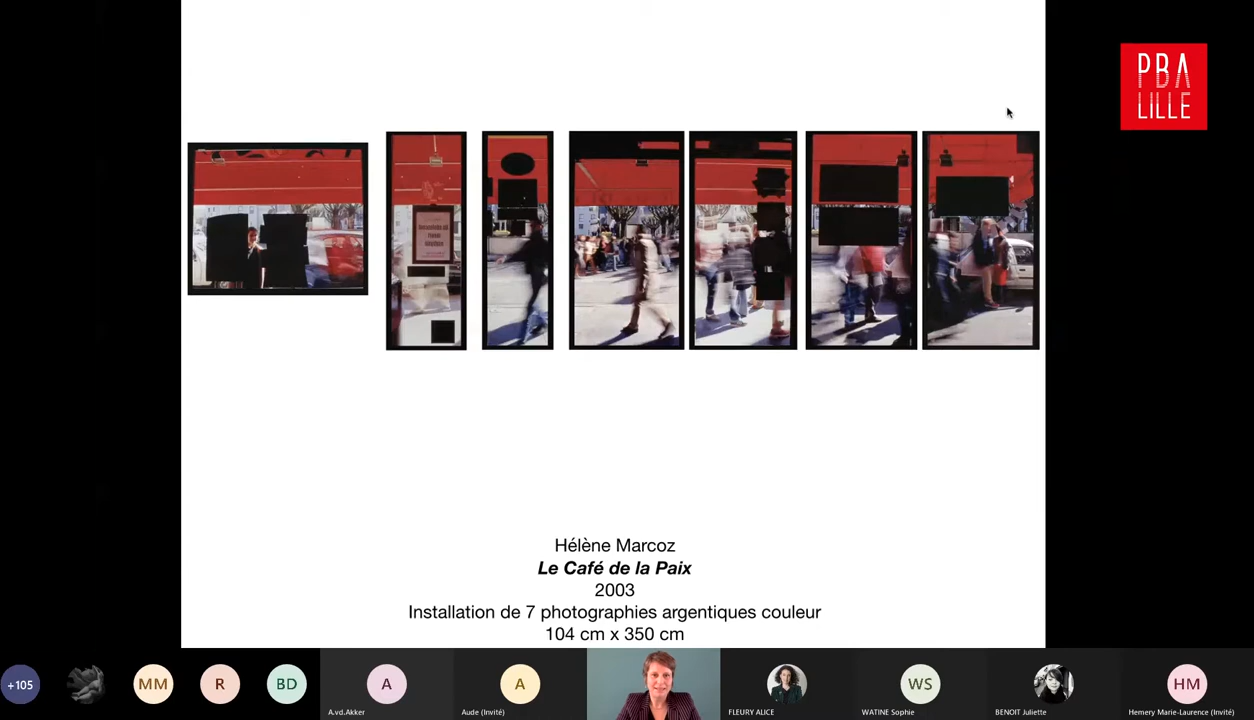 PBA
LILLE
Hélène Marcoz
Le Café de la Paix
2003
Installation de 7 photographies argentiques couleur
104 cm x 350 cm
+105
MM
R
BD
A
A
WS
HM
A.vd.Akker
Aude (Invité)
FLEURY ALICE
WATINE Sophie
BENOIT Juliette
Hemery Marie-Laurence (Invité)